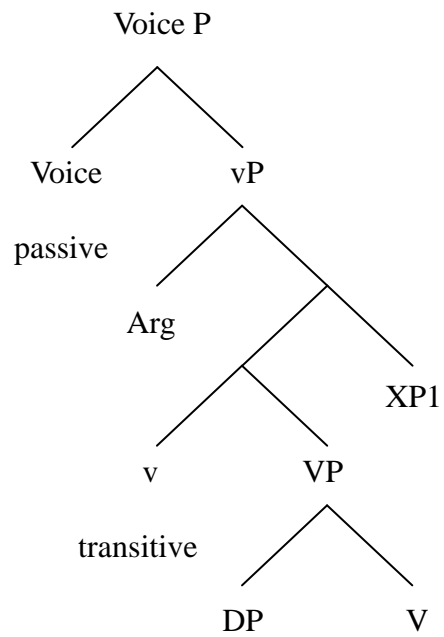 Voice P
Voice vP
passive
Arg
XP1
v VP
transitive
DP V